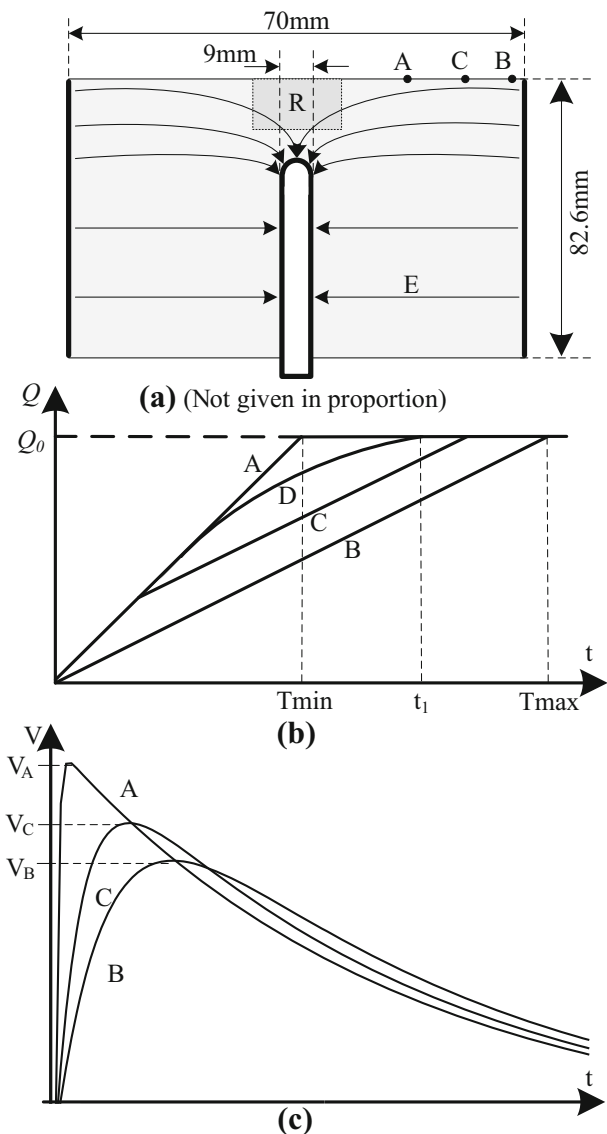 70mm
9mm
A C B
R
82.6mm
E
(a) (Not given in proportion)
Q
Q0
A
D
C
B
t
Tmin t1 Tmax
(b)
V
VA
A
VC
VB
C
B
t
(c)